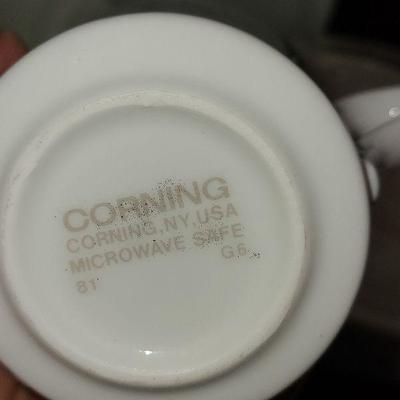 CORNING
CORNING, NY, USA
MICROWAVE SAFE
81 G.6